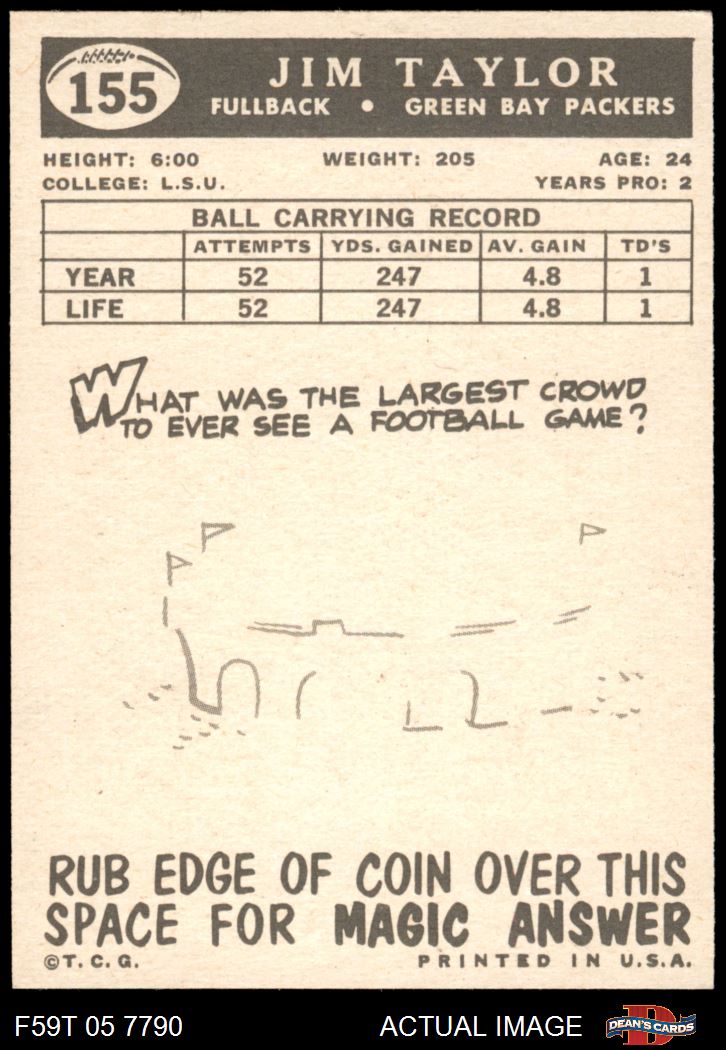 155
JIM TAYLOR
FULLBACK • GREEN BAY PACKERS
HEIGHT: 6:00 WEIGHT: 205 AGE: 24
COLLEGE: L.S.U. YEARS PRO: 2
BALL CARRYING RECORD
ATTEMPTS YDS. GAINED AV. GAIN TD'S
YEAR 52 247 4.8 1
LIFE 52 247 4.8 1
WHAT WAS THE LARGEST CROWD
TO EVER SEE A FOOTBALL GAME?
RUB EDGE OF COIN OVER THIS
SPACE FOR MAGIC ANSWER
©T.C.G. PRINTED IN U.S.A.
F59T 05 7790 ACTUAL IMAGE D DEAN'S CARDS